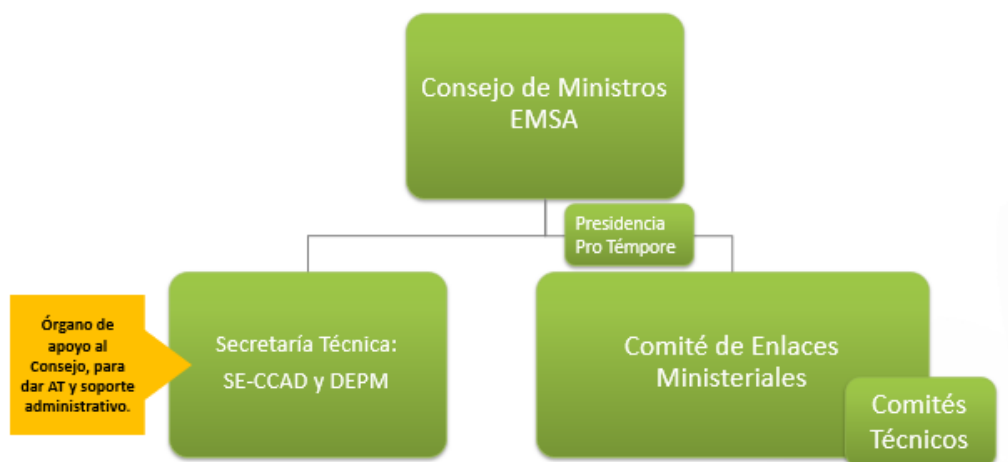 Consejo de Ministros
EMSA
Presidencia
Pro Témpore
Órgano de
apoyo al
Consejo, para
dar AT y soporte
administrativo.
Secretaría Técnica:
SE-CCAD y DEPM
Comité de Enlaces
Ministeriales
Comités
Técnicos